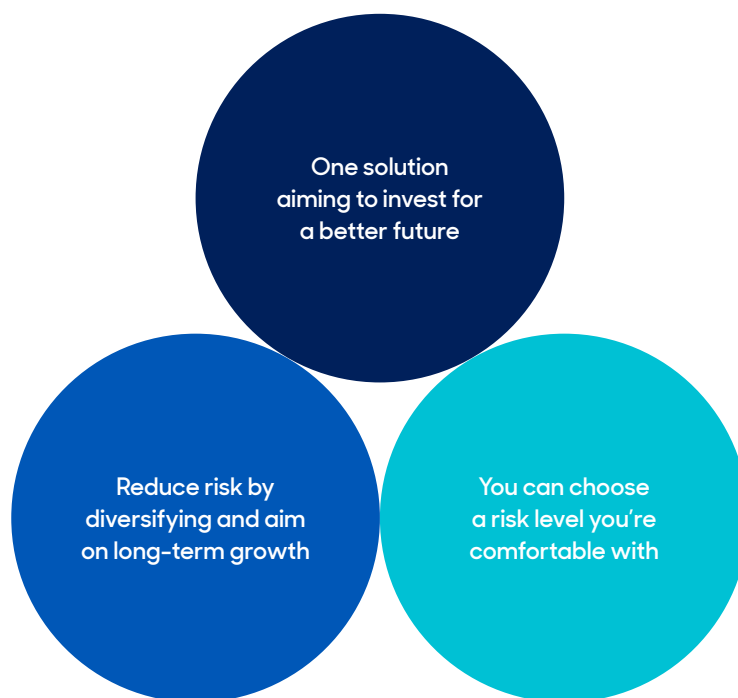 One solution
aiming to invest for
a better future
Reduce risk by
diversifying and aim
on long-term growth
You can choose
a risk level you’re
comfortable with